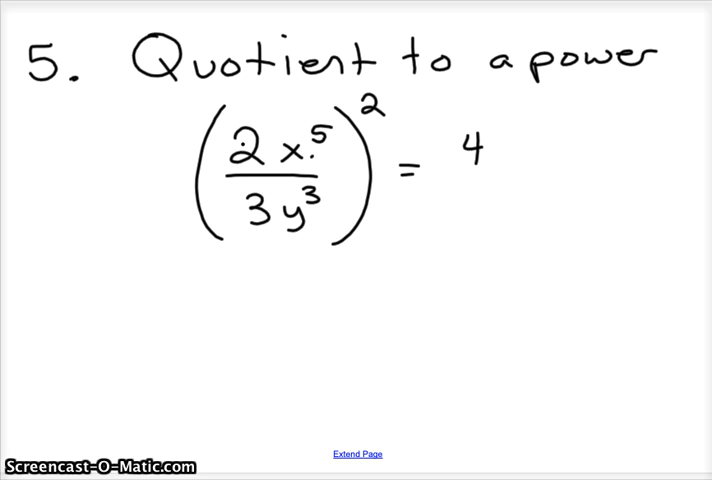 5. Quotient to a power
(2x^5 / 3y^3)^2 = 4
Extend Page
Screencast-O-Matic.com